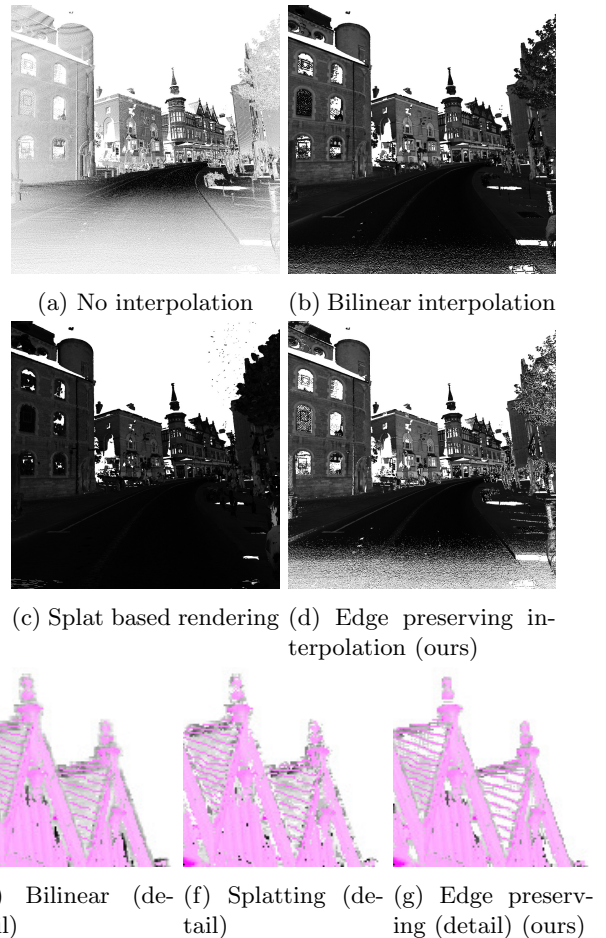 (a) No interpolation
(b) Bilinear interpolation
(c) Splat based rendering
(d) Edge preserving in-
terpolation (ours)
) Bilinear (de-
il)
(f) Splatting (de-
tail)
(g) Edge preserv-
ing (detail) (ours)